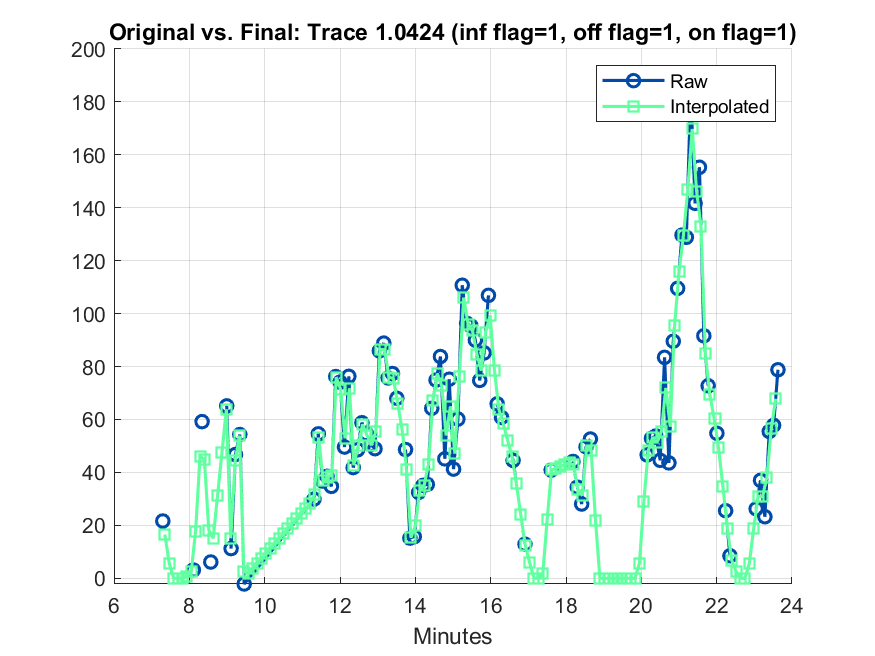 Original vs. Final: Trace 1.0424 (inf flag=1, off flag=1, on flag=1)
200
180
160
140
120
100
80
60
40
20
0
Raw
Interpolated
6 8 10 12 14 16 18 20 22 24
Minutes